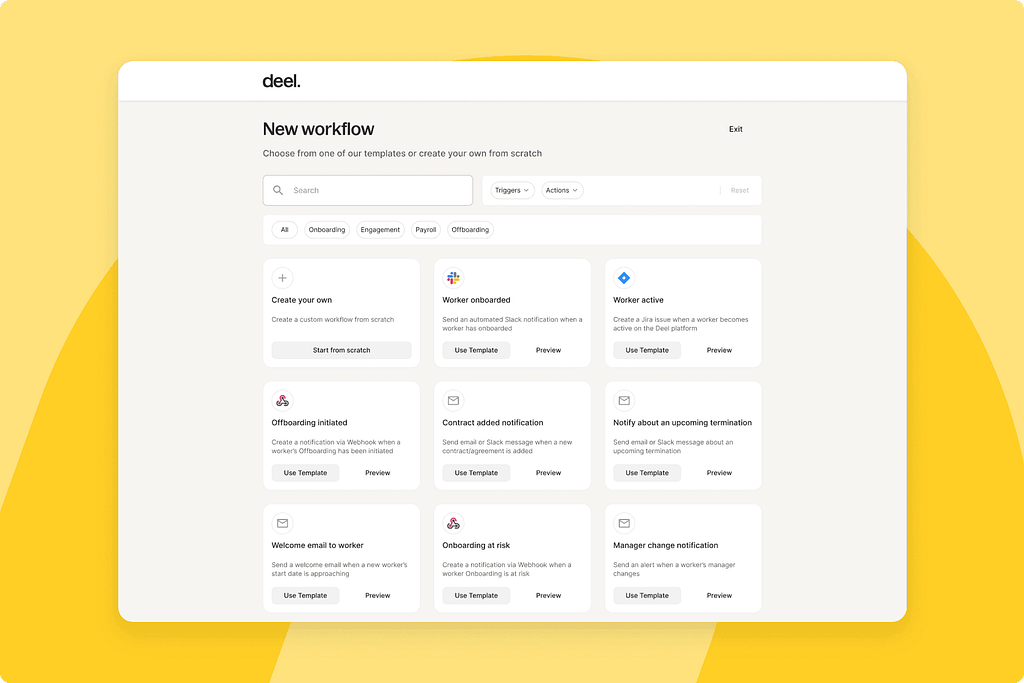 deel.
New workflow
Exit
Choose from one of our templates or create your own from scratch
Search
Triggers
Actions
Reset
All
Onboarding
Engagement
Payroll
Offboarding
Create your own
Create a custom workflow from scratch
Start from scratch
Worker onboarded
Send an automated Slack notification when a
worker has onboarded
Use Template
Preview
Worker active
Create a Jira issue when a worker becomes
active on the Deel platform
Use Template
Preview
Offboarding initiated
Create a notification via Webhook when a
worker's Offboarding has been initiated
Use Template
Preview
Contract added notification
Send email or Slack message when a new
contract/agreement is added
Use Template
Preview
Notify about an upcoming termination
Send email or Slack message about an
upcoming termination
Use Template
Preview
Welcome email to worker
Send a welcome email when a new worker's
start date is approaching
Use Template
Preview
Onboarding at risk
Create a notification via Webhook when a
worker Onboarding is at risk
Use Template
Preview
Manager change notification
Send an alert when a worker's manager
changes
Use Template
Preview